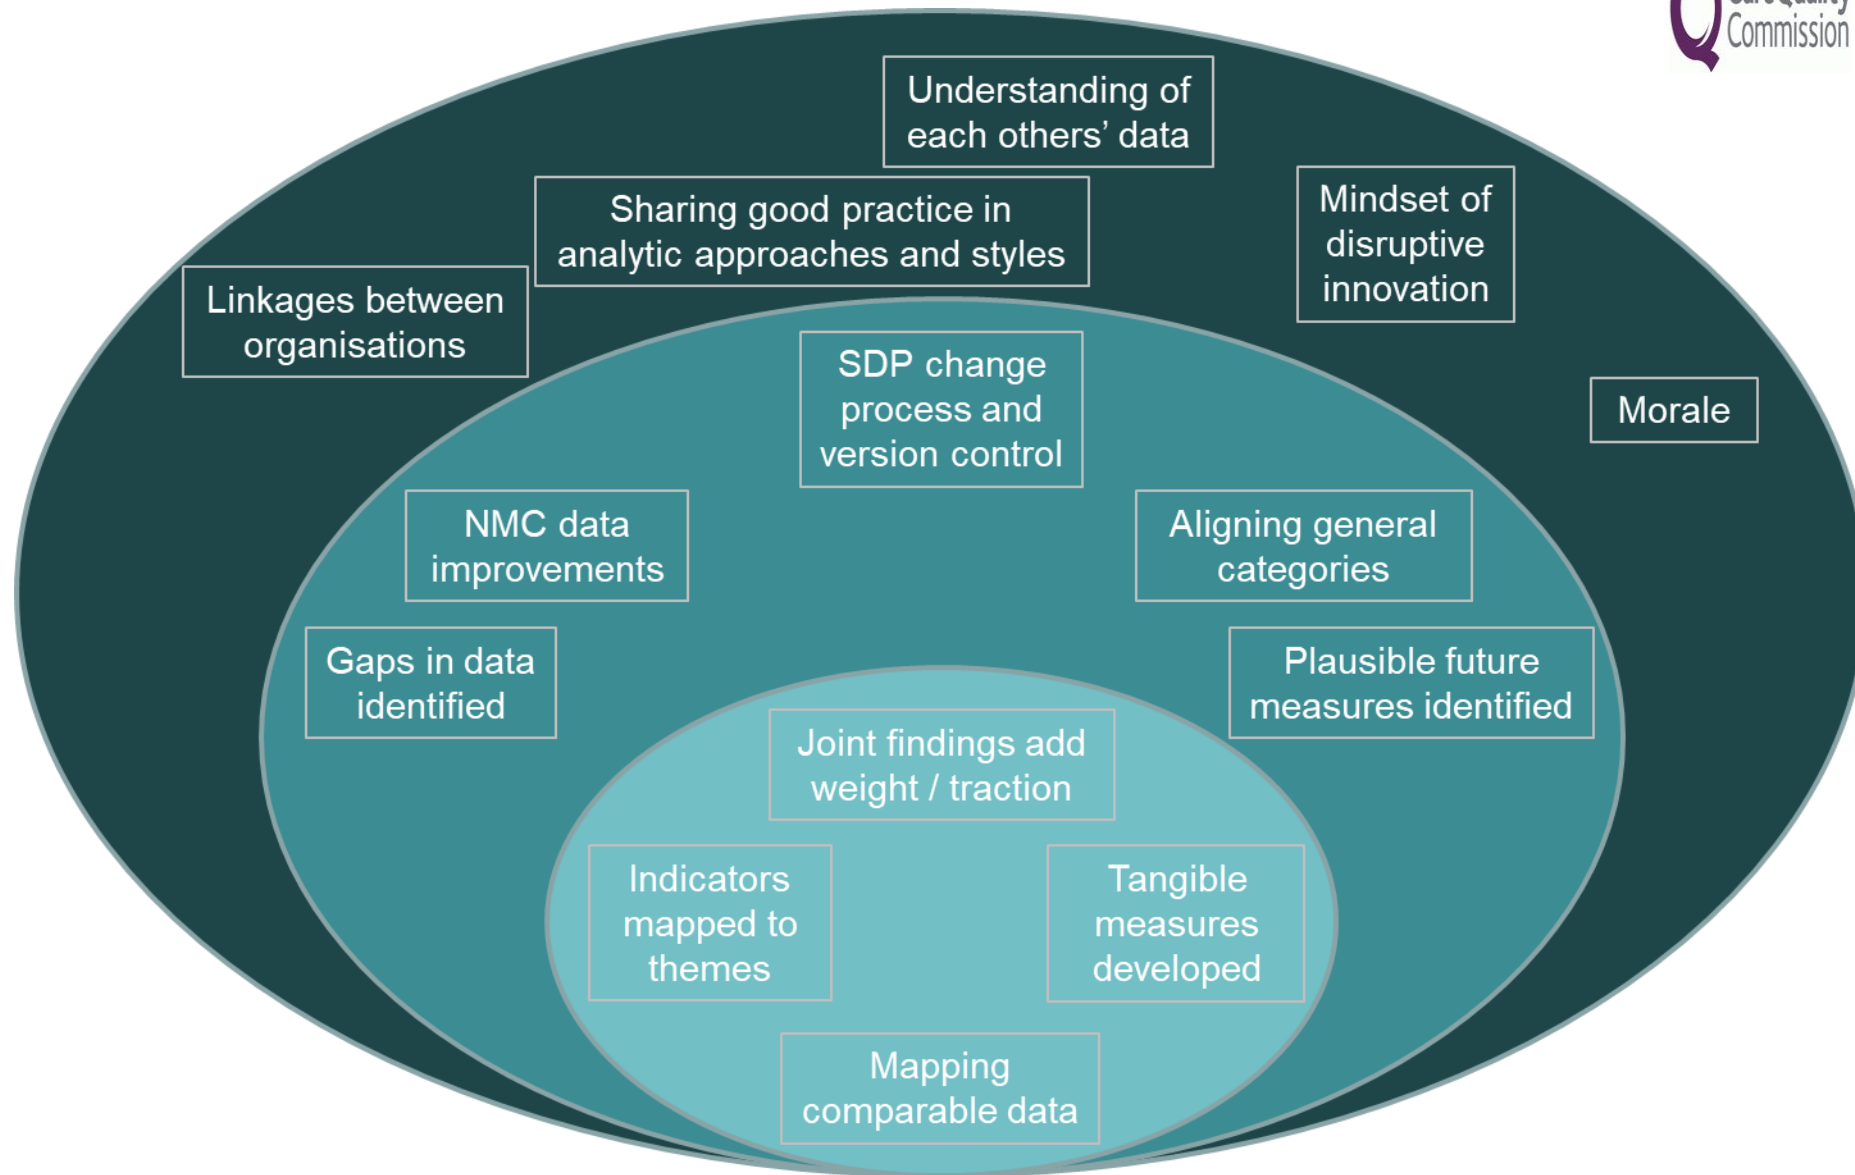 Care Quality
Commission
Understanding of
each others’ data
Sharing good practice in
analytic approaches and styles
Mindset of
disruptive
innovation
Linkages between
organisations
Morale
SDP change
process and
version control
NMC data
improvements
Aligning general
categories
Gaps in data
identified
Plausible future
measures identified
Joint findings add
weight / traction
Indicators
mapped to
themes
Tangible
measures
developed
Mapping
comparable data